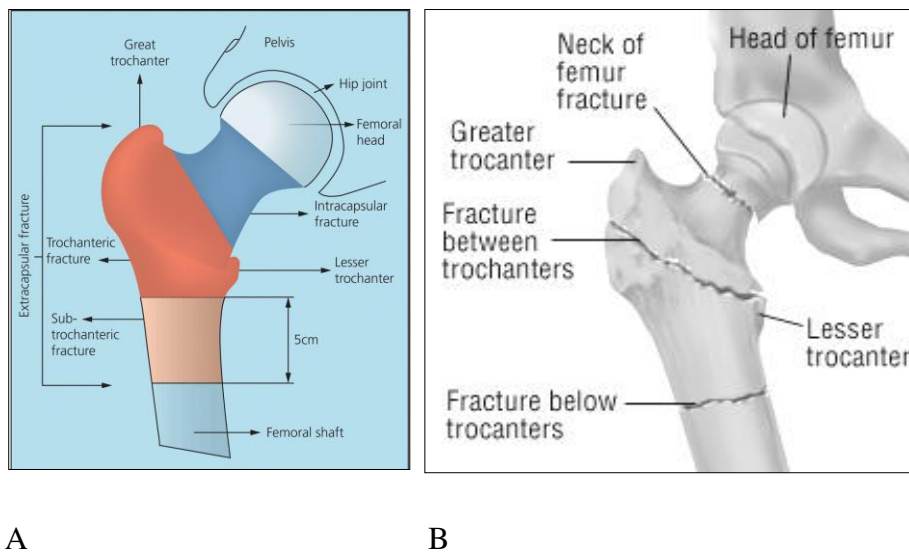 Great
trochanter
Pelvis
Hip joint
Femoral
head
Intracapsular
fracture
Extracapsular fracture
Trochanteric
fracture
Lesser
trochanter
Sub-
trochanteric
fracture
5cm
Femoral shaft
Neck of
femur
fracture
Head of femur
Greater
trocanter
Fracture
between
trochanters
Lesser
trocanter
Fracture below
trocanters
A
B